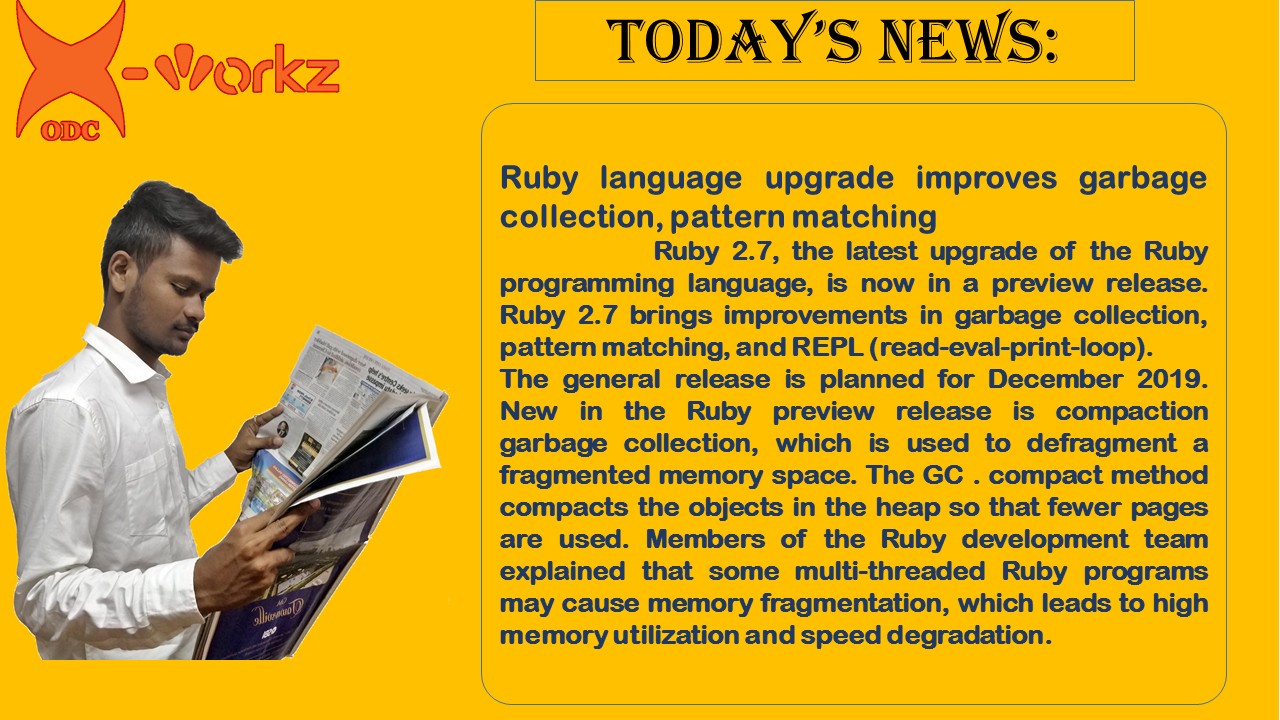 X-Workz
ODC
TODAY'S NEWS:
Ruby language upgrade improves garbage
collection, pattern matching
Ruby 2.7, the latest upgrade of the Ruby
programming language, is now in a preview release.
Ruby 2.7 brings improvements in garbage collection,
pattern matching, and REPL (read-eval-print-loop).
The general release is planned for December 2019.
New in the Ruby preview release is compaction
garbage collection, which is used to defragment a
fragmented memory space. The GC . compact method
compacts the objects in the heap so that fewer pages
are used. Members of the Ruby development team
explained that some multi-threaded Ruby programs
may cause memory fragmentation, which leads to high
memory utilization and speed degradation.